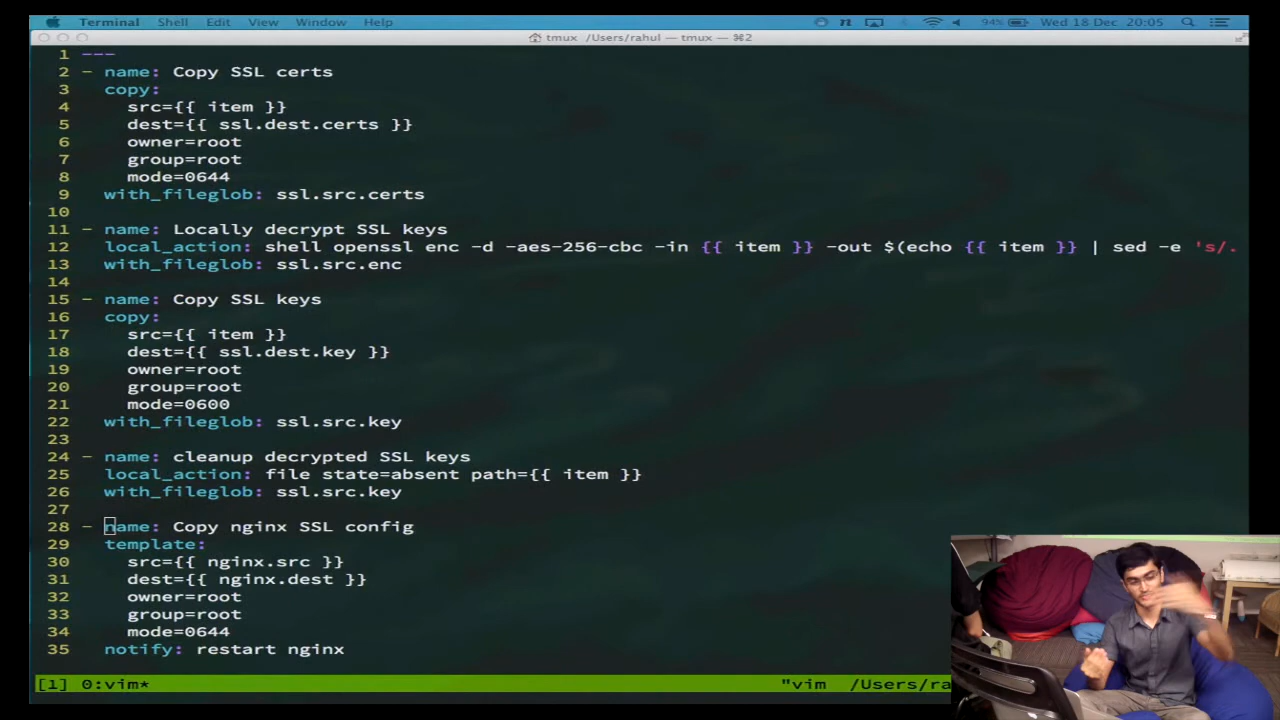 Terminal Shell Edit View Window Help 94% Wed 18 Dec 20:05
tmux /Users/rahul — tmux — ⌘2
1 ---
2 - name: Copy SSL certs
3 copy:
4 src={{ item }}
5 dest={{ ssl.dest.certs }}
6 owner=root
7 group=root
8 mode=0644
9 with_fileglob: ssl.src.certs
10
11 - name: Locally decrypt SSL keys
12 local_action: shell openssl enc -d -aes-256-cbc -in {{ item }} -out $(echo {{ item }} | sed -e 's/.
13 with_fileglob: ssl.src.enc
14
15 - name: Copy SSL keys
16 copy:
17 src={{ item }}
18 dest={{ ssl.dest.key }}
19 owner=root
20 group=root
21 mode=0600
22 with_fileglob: ssl.src.key
23
24 - name: cleanup decrypted SSL keys
25 local_action: file state=absent path={{ item }}
26 with_fileglob: ssl.src.key
27
28 - name: Copy nginx SSL config
29 template:
30 src={{ nginx.src }}
31 dest={{ nginx.dest }}
32 owner=root
33 group=root
34 mode=0644
35 notify: restart nginx
[1] 0:vim* "vim /Users/ra